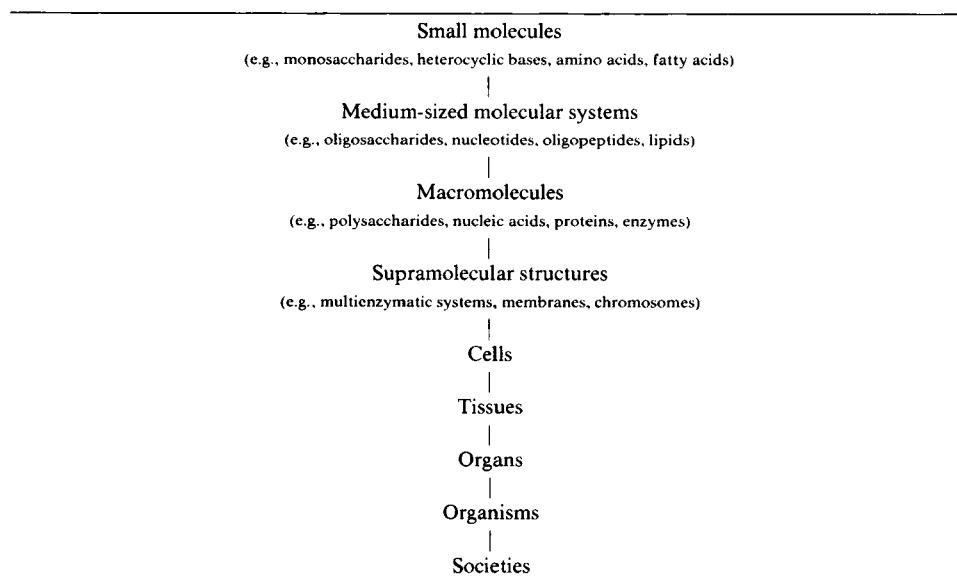 Small molecules
(e.g., monosaccharides, heterocyclic bases, amino acids, fatty acids)
Medium-sized molecular systems
(e.g., oligosaccharides, nucleotides, oligopeptides, lipids)
Macromolecules
(e.g., polysaccharides, nucleic acids, proteins, enzymes)
Supramolecular structures
(e.g., multienzymatic systems, membranes, chromosomes)
Cells
Tissues
Organs
Organisms
Societies